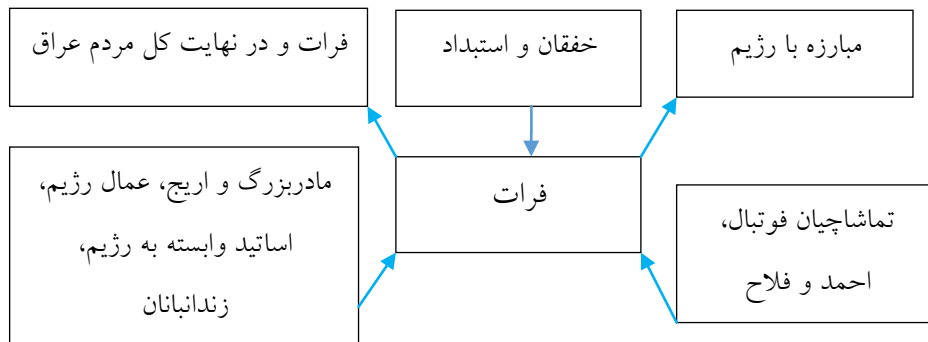 مبارزه با رژیم
خفقان و استبداد
فرات و در نهایت کل مردم عراق
فرات
تماشاچیان فوتبال،
احمد و فلاح
مادربزرگ و اریج، عمال رژیم،
اساتید وابسته به رژیم،
زندانبانان